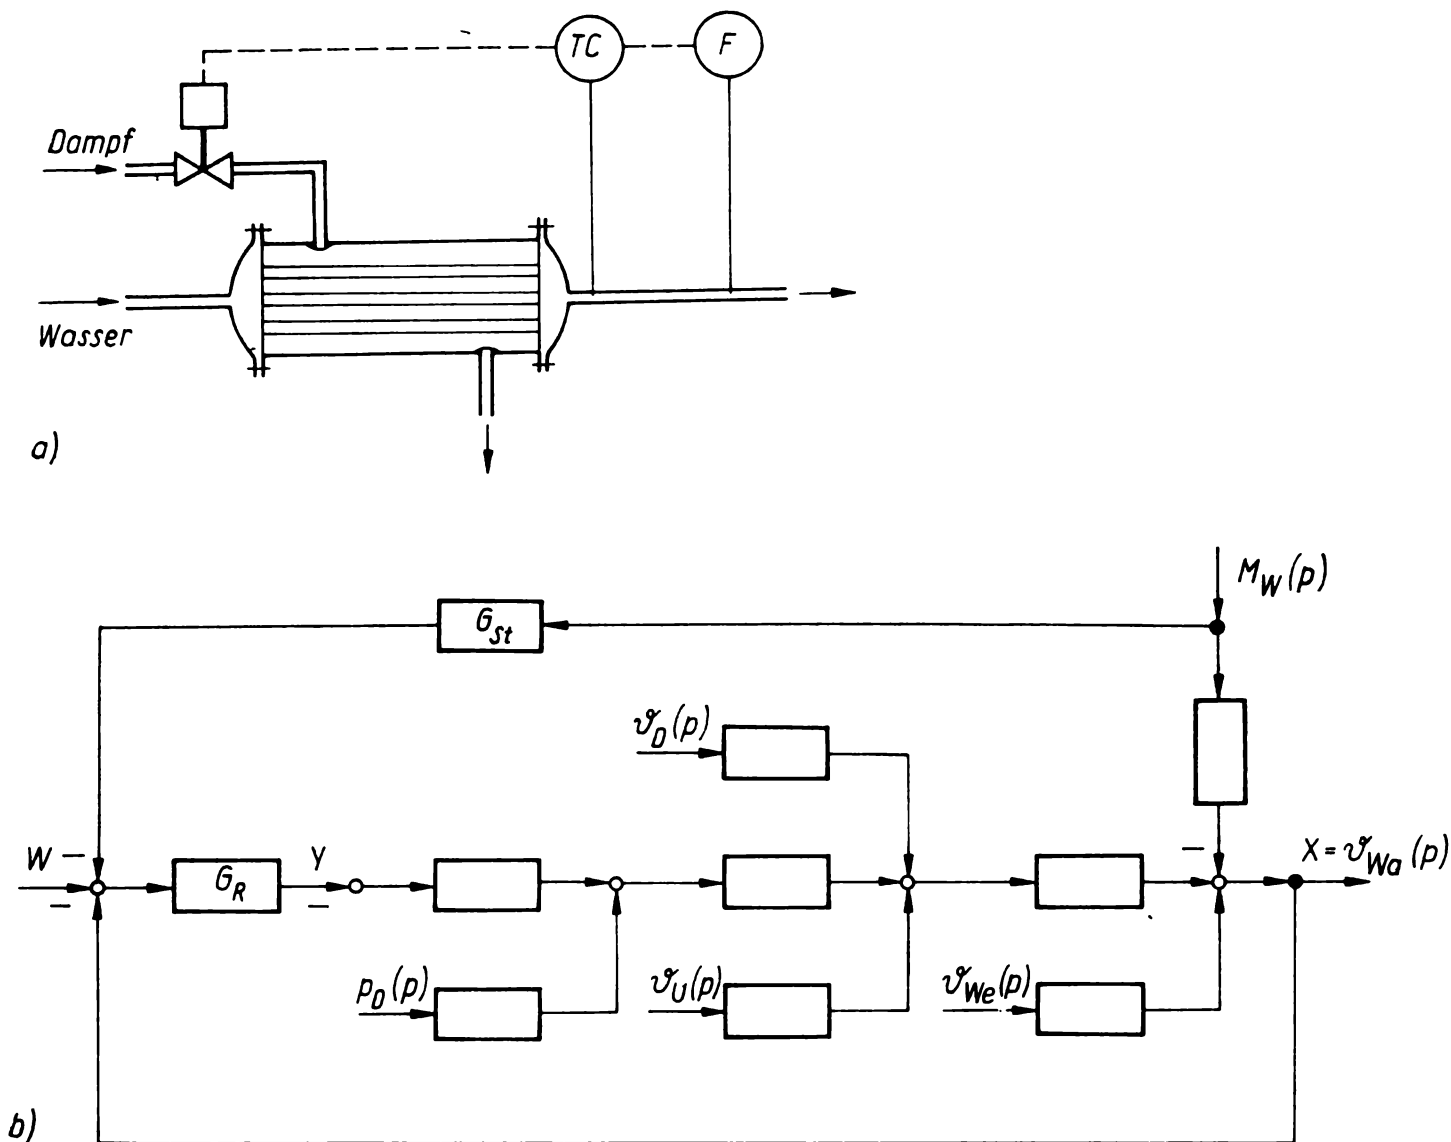 TC
F
Dampf
Wasser
a)
M_W(p)
G_St
ϑ_D(p)
W −
−
G_R
Y
−
−
X = ϑ_Wa(p)
p_D(p)
ϑ_U(p)
ϑ_We(p)
b)